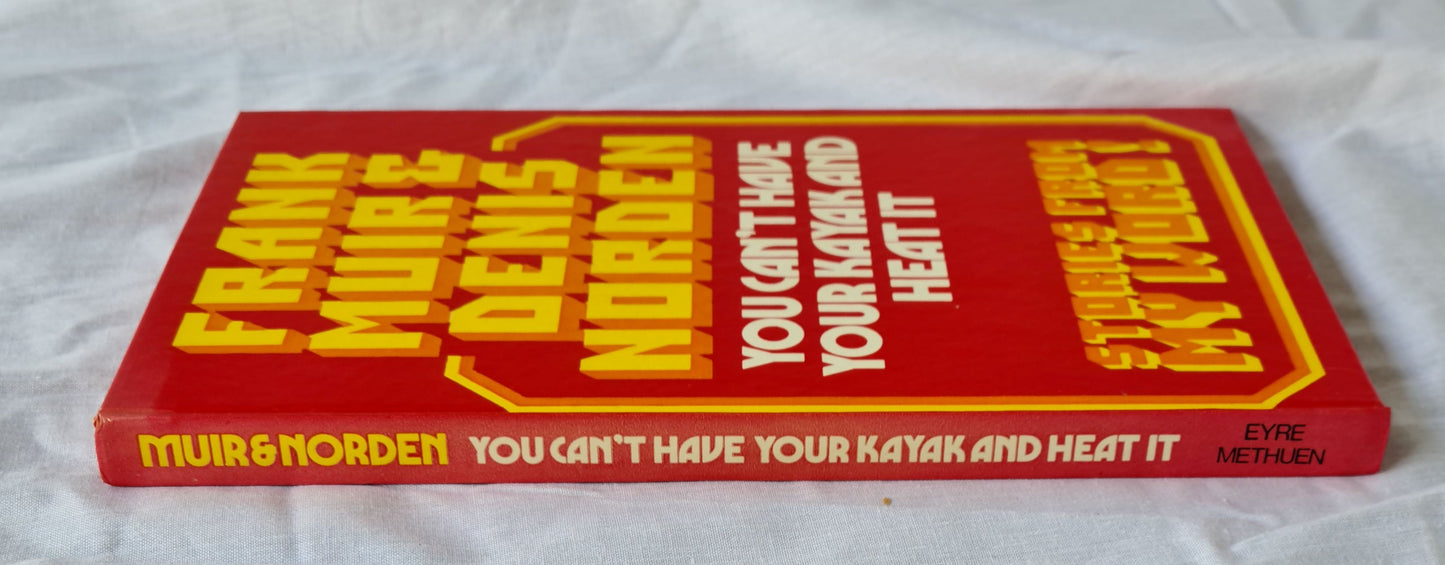 FRANK
MUIR &
DENIS
NORDEN
YOU CAN'T HAVE
YOUR KAYAK AND
HEAT IT
STORIES FROM
MY WORD!
MUIR & NORDEN YOU CAN'T HAVE YOUR KAYAK AND HEAT IT EYRE
METHUEN